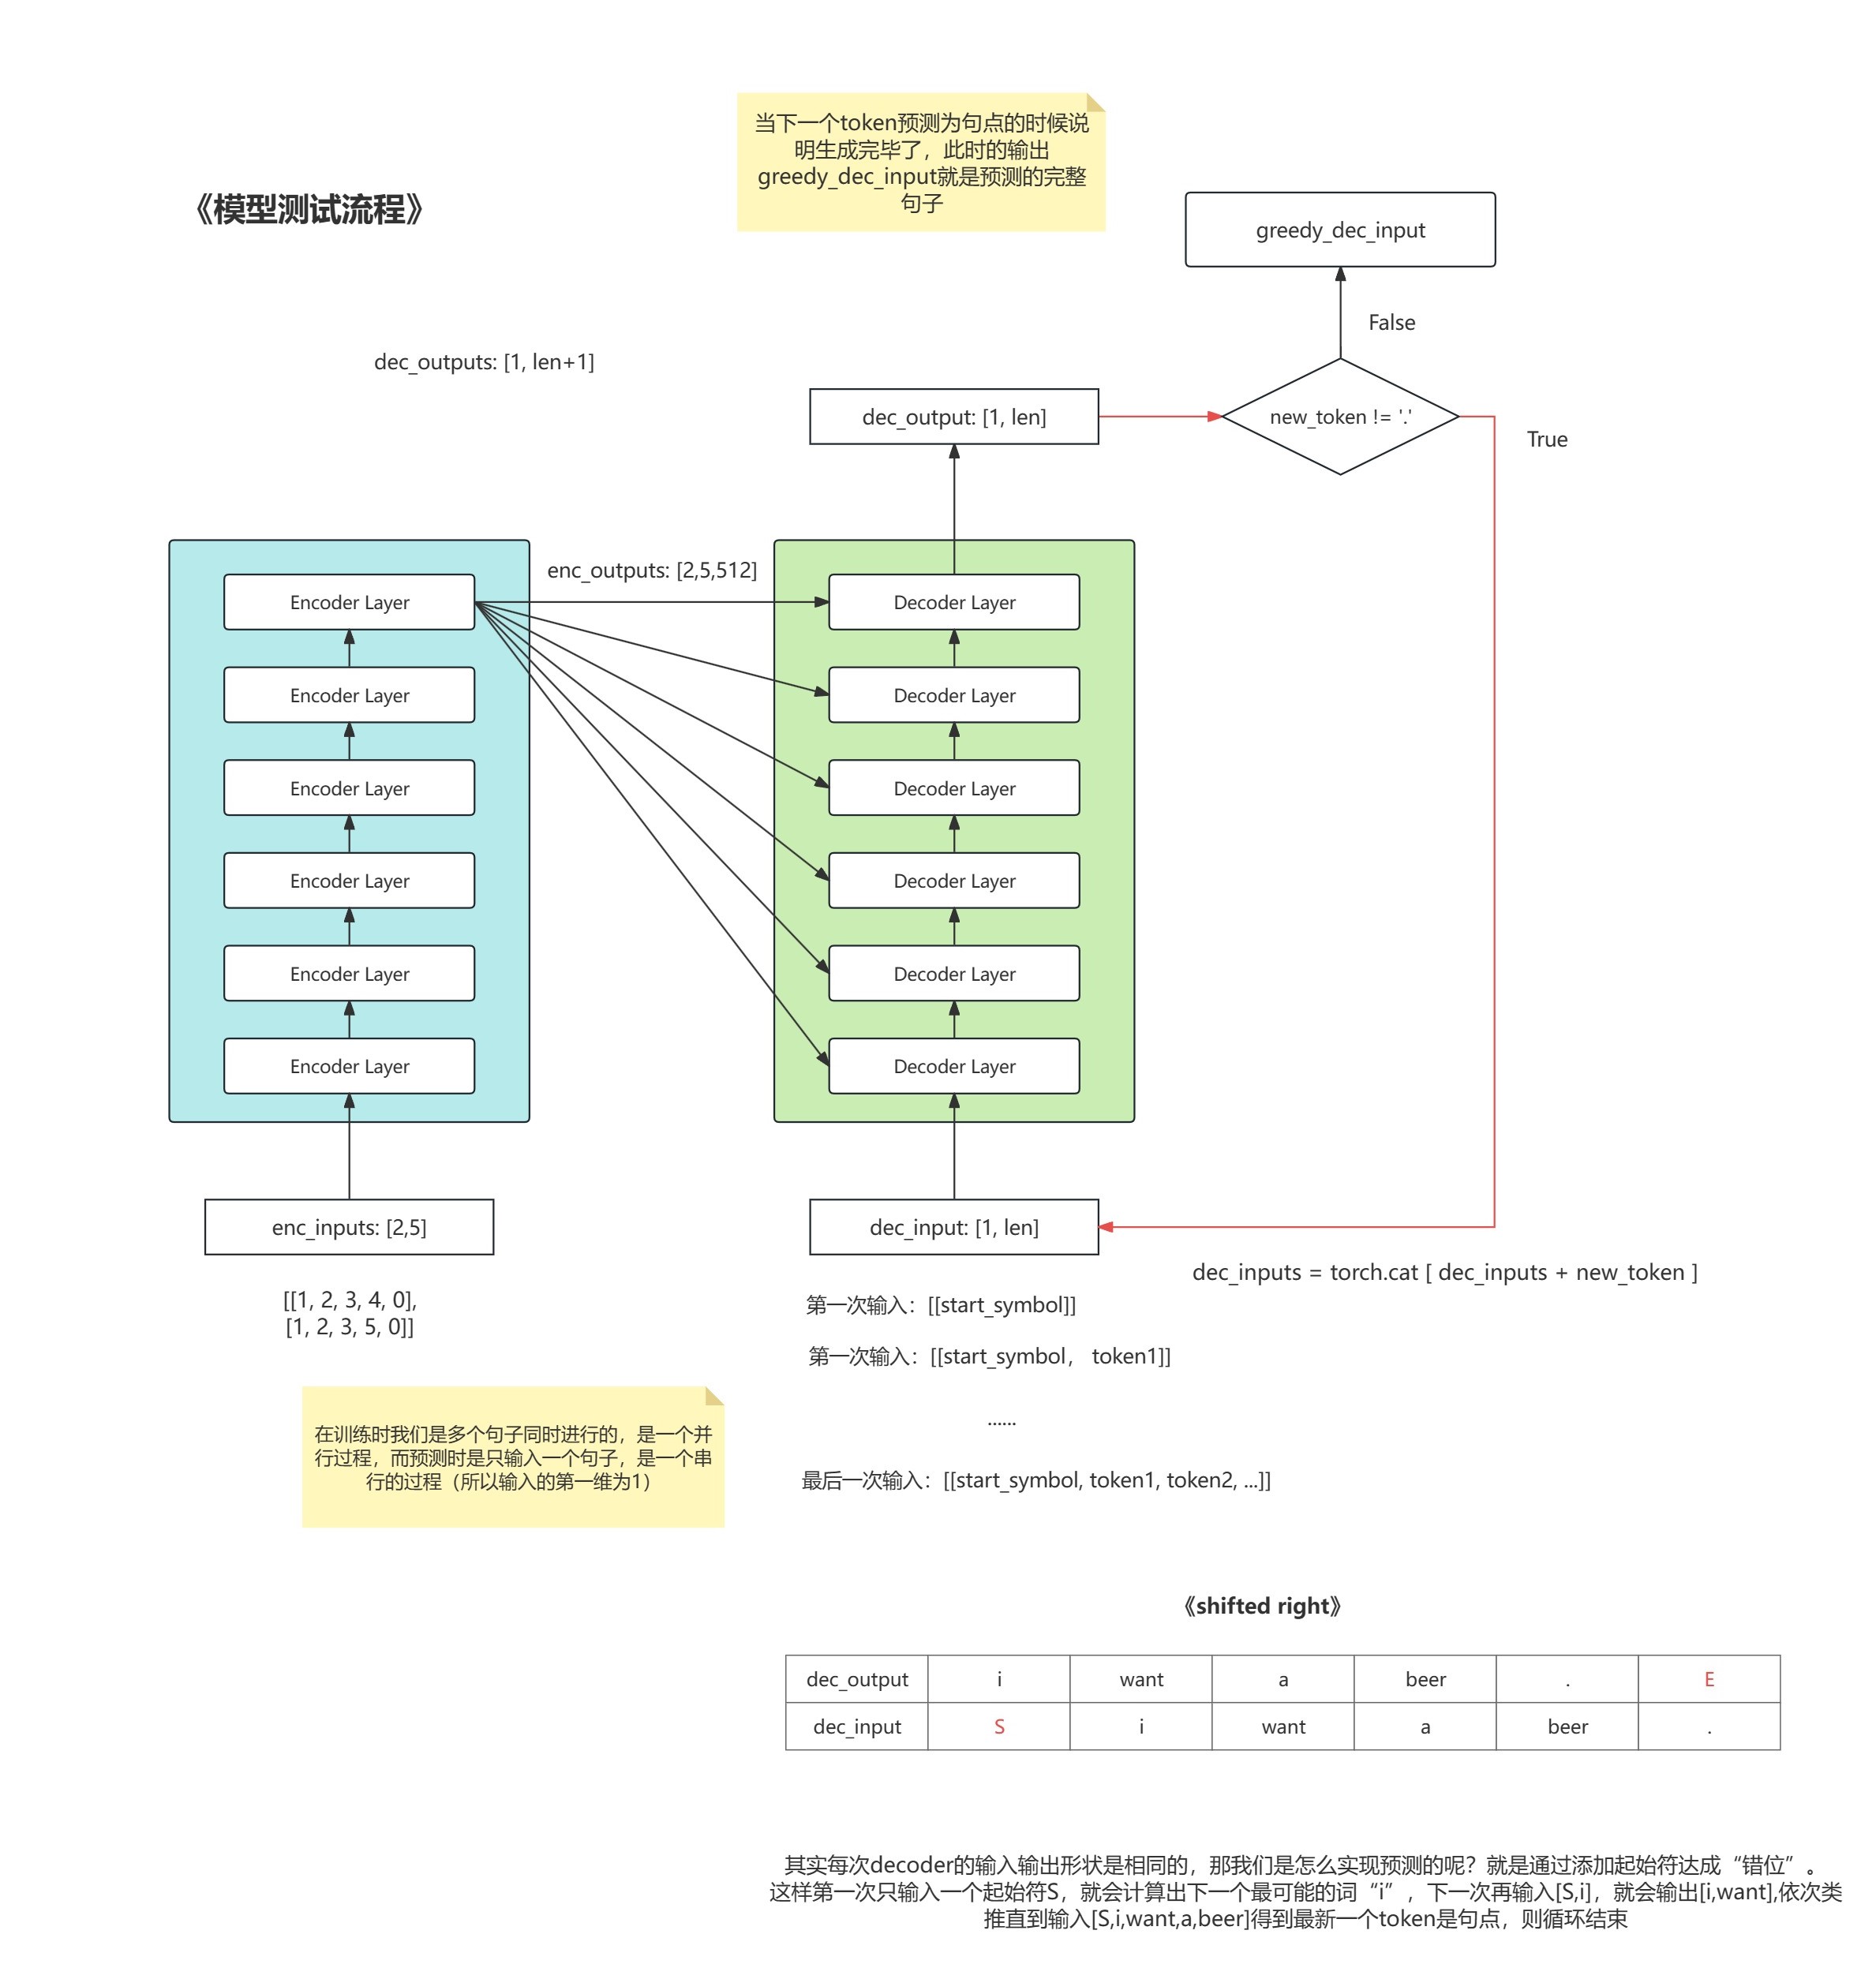 当下一个token预测为句点的时候说
明生成完毕了，此时的输出
greedy_dec_input就是预测的完整
句子
《模型测试流程》
greedy_dec_input
False
dec_outputs: [1, len+1]
dec_output: [1, len]
new_token != '.'
True
enc_outputs: [2,5,512]
Encoder Layer
Decoder Layer
Encoder Layer
Decoder Layer
Encoder Layer
Decoder Layer
Encoder Layer
Decoder Layer
Encoder Layer
Decoder Layer
Encoder Layer
Decoder Layer
enc_inputs: [2,5]
dec_input: [1, len]
dec_inputs = torch.cat [ dec_inputs + new_token ]
[[1, 2, 3, 4, 0],
[1, 2, 3, 5, 0]]
第一次输入：[[start_symbol]]
第一次输入：[[start_symbol， token1]]
......
最后一次输入：[[start_symbol, token1, token2, ...]]
在训练时我们是多个句子同时进行的，是一个并
行过程，而预测时是只输入一个句子，是一个串
行的过程（所以输入的第一维为1）
《shifted right》
dec_output i want a beer . E
dec_input S i want a beer .
其实每次decoder的输入输出形状是相同的，那我们是怎么实现预测的呢？就是通过添加起始符达成“错位”。
这样第一次只输入一个起始符S，就会计算出下一个最可能的词“i”，下一次再输入[S,i]，就会输出[i,want],依次类
推直到输入[S,i,want,a,beer]得到最新一个token是句点，则循环结束